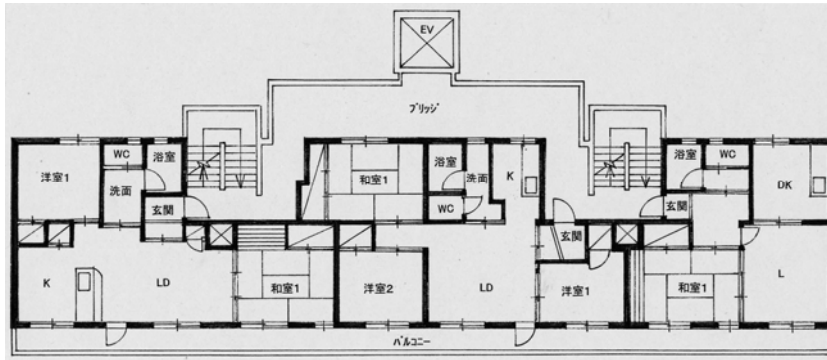 EV
ブリッジ
洋室1
WC
浴室
洗面
玄関
和室1
浴室
洗面
K
WC
浴室
WC
DK
玄関
玄関
K
LD
和室1
洋室2
LD
洋室1
和室1
L
バルコニー